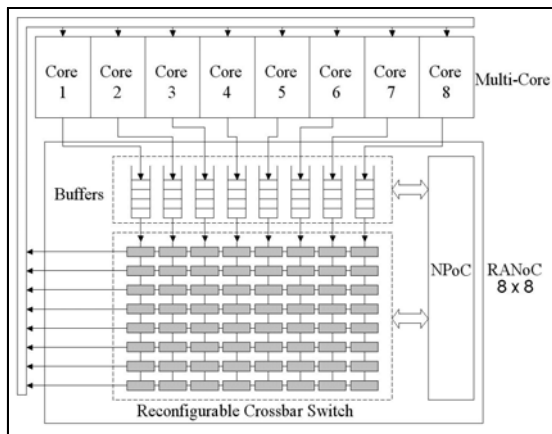 Core 1
Core 2
Core 3
Core 4
Core 5
Core 6
Core 7
Core 8
Multi-Core
Buffers
NPoC
RANoC
8 x 8
Reconfigurable Crossbar Switch